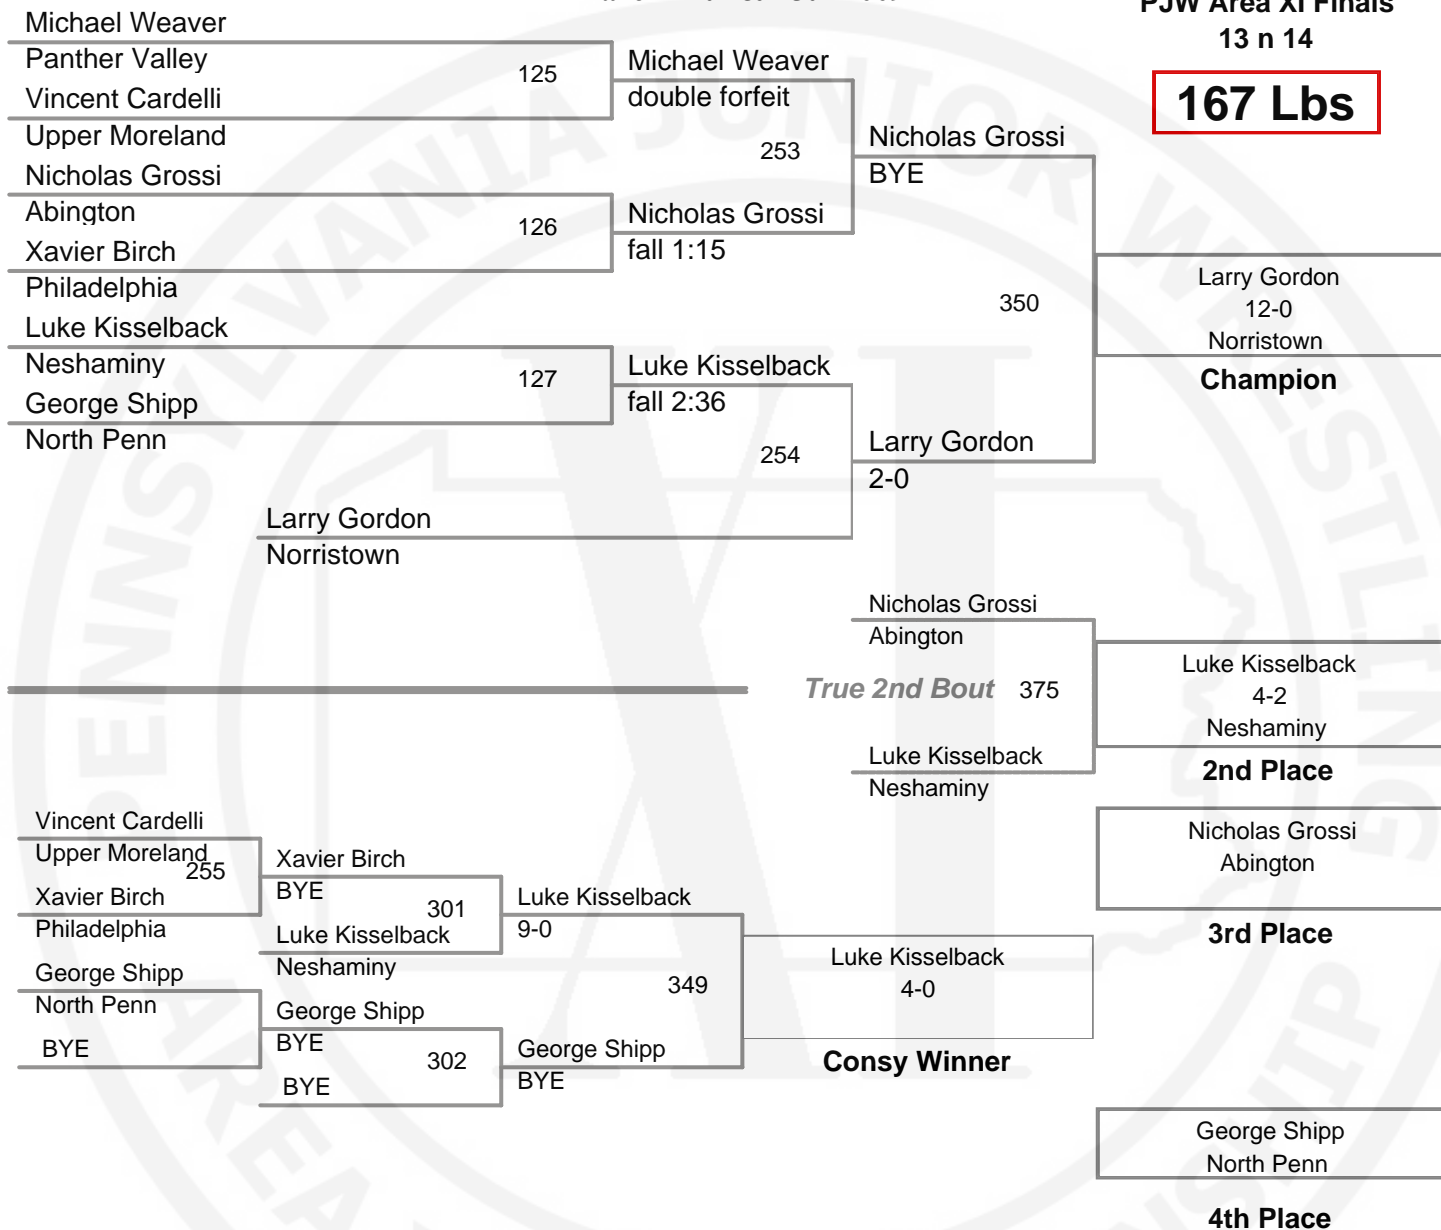 PJW Area XI Finals
13 n 14
167 Lbs
Michael Weaver
Panther Valley
125
Vincent Cardelli
Upper Moreland
Michael Weaver
double forfeit
253
Nicholas Grossi
BYE
Nicholas Grossi
Abington
126
Xavier Birch
Philadelphia
Nicholas Grossi
fall 1:15
350
Larry Gordon
12-0
Norristown
Champion
Luke Kisselback
Neshaminy
127
George Shipp
North Penn
Luke Kisselback
fall 2:36
254
Larry Gordon
2-0
Larry Gordon
Norristown
Nicholas Grossi
Abington
True 2nd Bout 375
Luke Kisselback
Neshaminy
Luke Kisselback
4-2
Neshaminy
2nd Place
Nicholas Grossi
Abington
3rd Place
Vincent Cardelli
Upper Moreland
255
Xavier Birch
Philadelphia
Xavier Birch
BYE
301
Luke Kisselback
Neshaminy
Luke Kisselback
9-0
349
George Shipp
North Penn
BYE
George Shipp
BYE
302
BYE
George Shipp
BYE
Luke Kisselback
4-0
Consy Winner
George Shipp
North Penn
4th Place
PENNSYLVANIA JUNIOR WRESTLING
XI